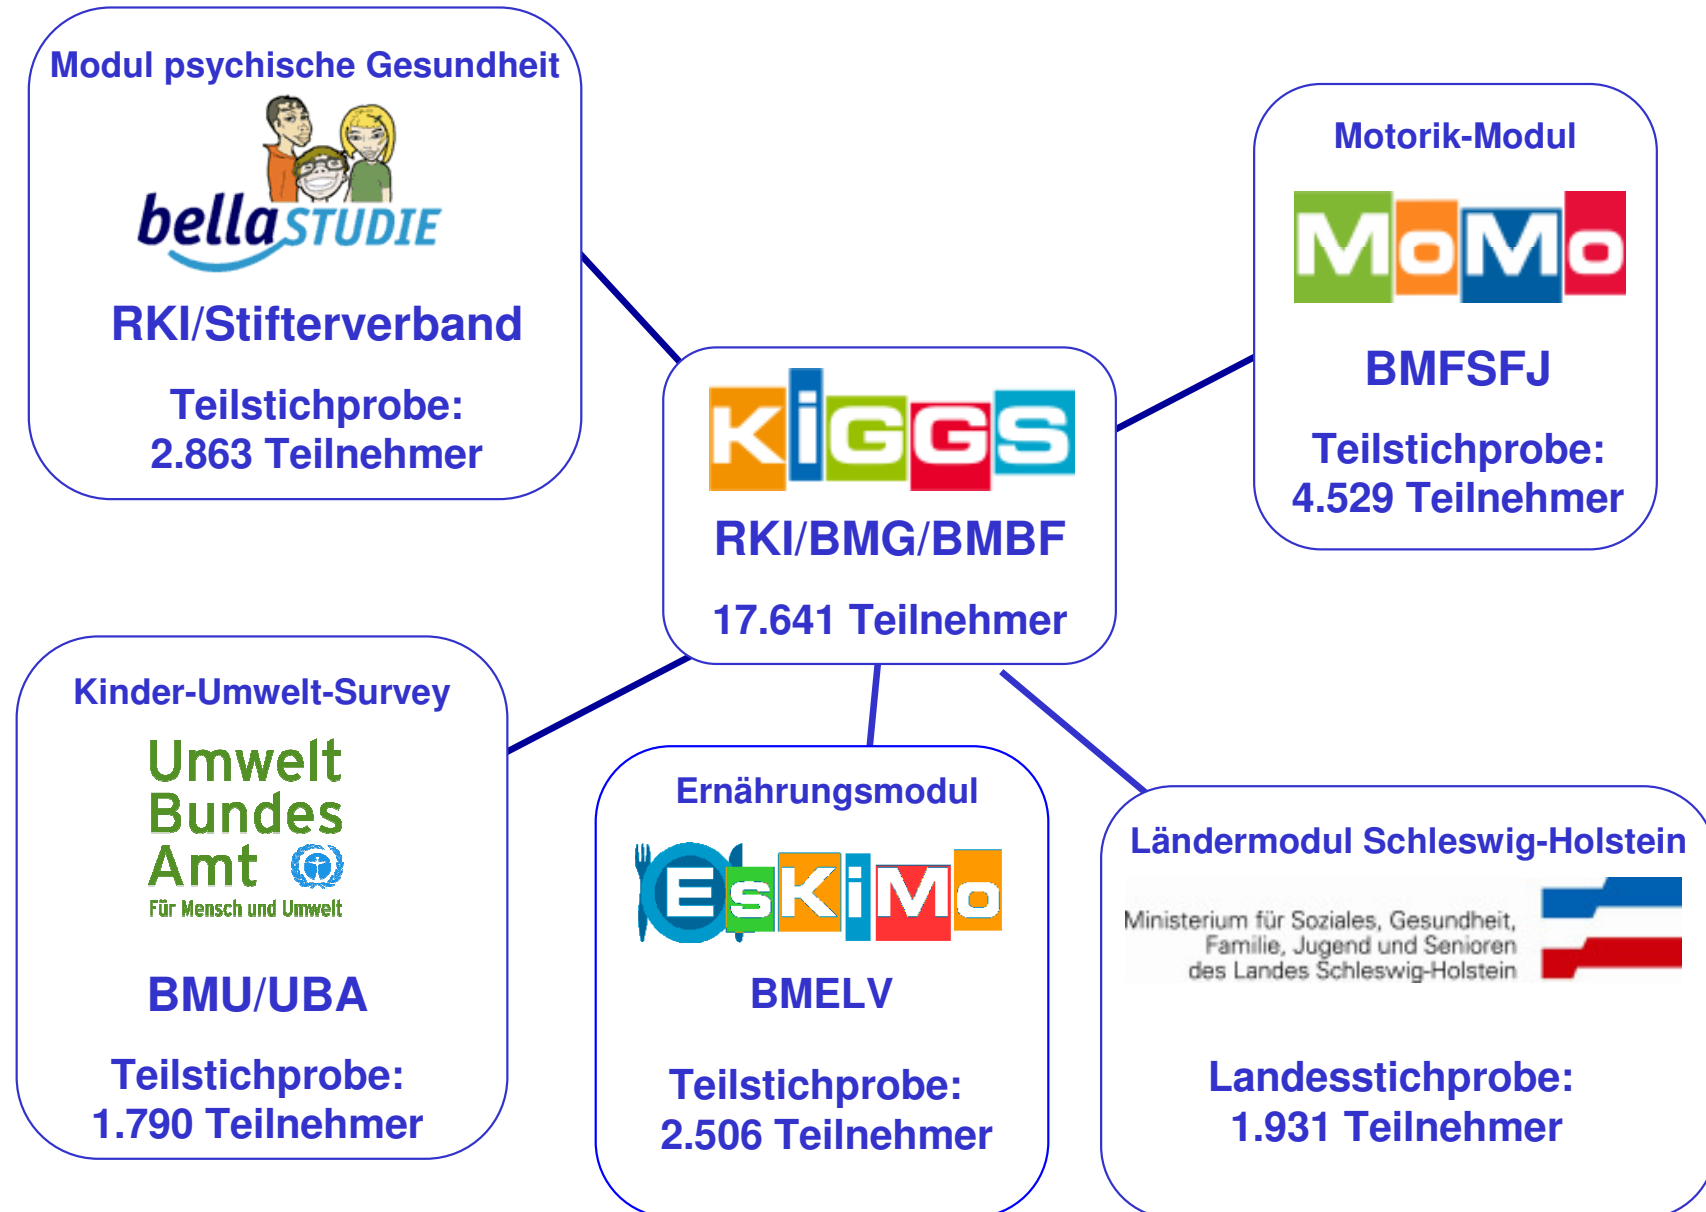 Modul psychische Gesundheit
bella STUDIE
RKI/Stifterverband
Teilstichprobe:
2.863 Teilnehmer
Motorik-Modul
MoMo
BMFSFJ
Teilstichprobe:
4.529 Teilnehmer
KiGGS
RKI/BMG/BMBF
17.641 Teilnehmer
Kinder-Umwelt-Survey
Umwelt
Bundes
Amt
Für Mensch und Umwelt
BMU/UBA
Teilstichprobe:
1.790 Teilnehmer
Ernährungsmodul
EsKiMo
BMELV
Teilstichprobe:
2.506 Teilnehmer
Ländermodul Schleswig-Holstein
Ministerium für Soziales, Gesundheit,
Familie, Jugend und Senioren
des Landes Schleswig-Holstein
Landesstichprobe:
1.931 Teilnehmer